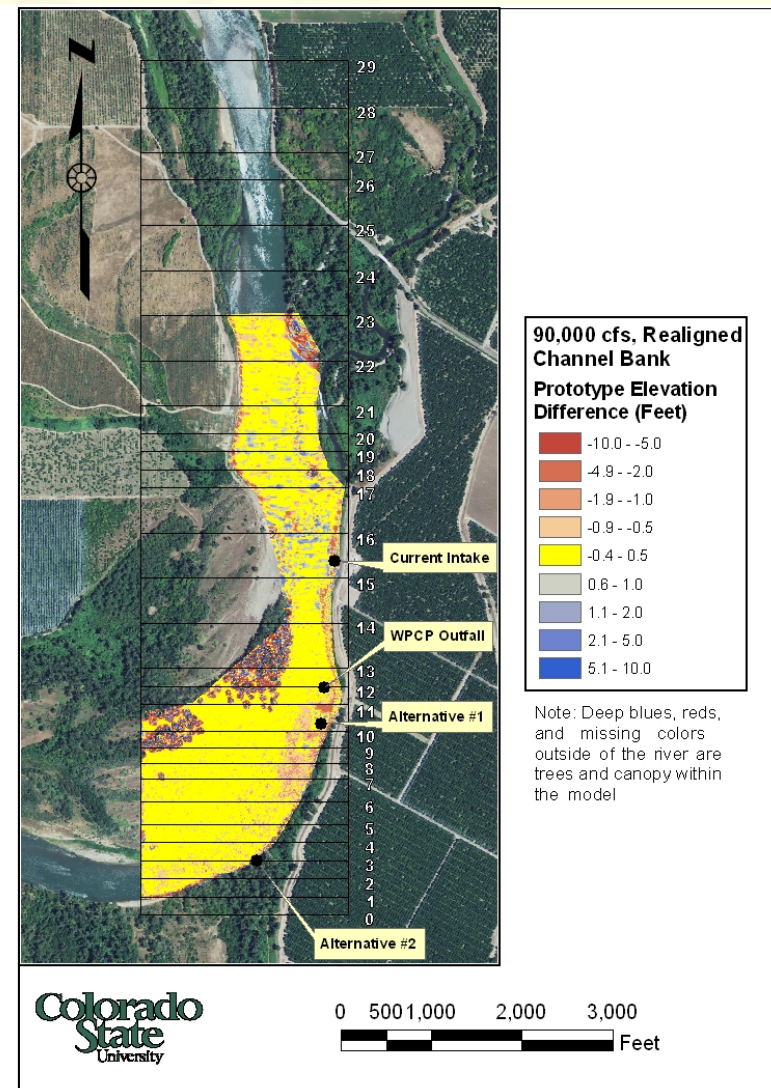 N
29
28
27
26
25
24
23
22
21
20
19
18
17
16
15
14
13
12
11
10
9
8
7
6
5
4
3
2
1
0
Current Intake
WPCP Outfall
Alternative #1
Alternative #2
90,000 cfs, Realigned
Channel Bank
Prototype Elevation
Difference (Feet)
-10.0 - -5.0
-4.9 - -2.0
-1.9 - -1.0
-0.9 - -0.5
-0.4 - 0.5
0.6 - 1.0
1.1 - 2.0
2.1 - 5.0
5.1 - 10.0
Note: Deep blues, reds,
and missing colors
outside of the river are
trees and canopy within
the model
Colorado
State
University
0 500 1,000 2,000 3,000
Feet